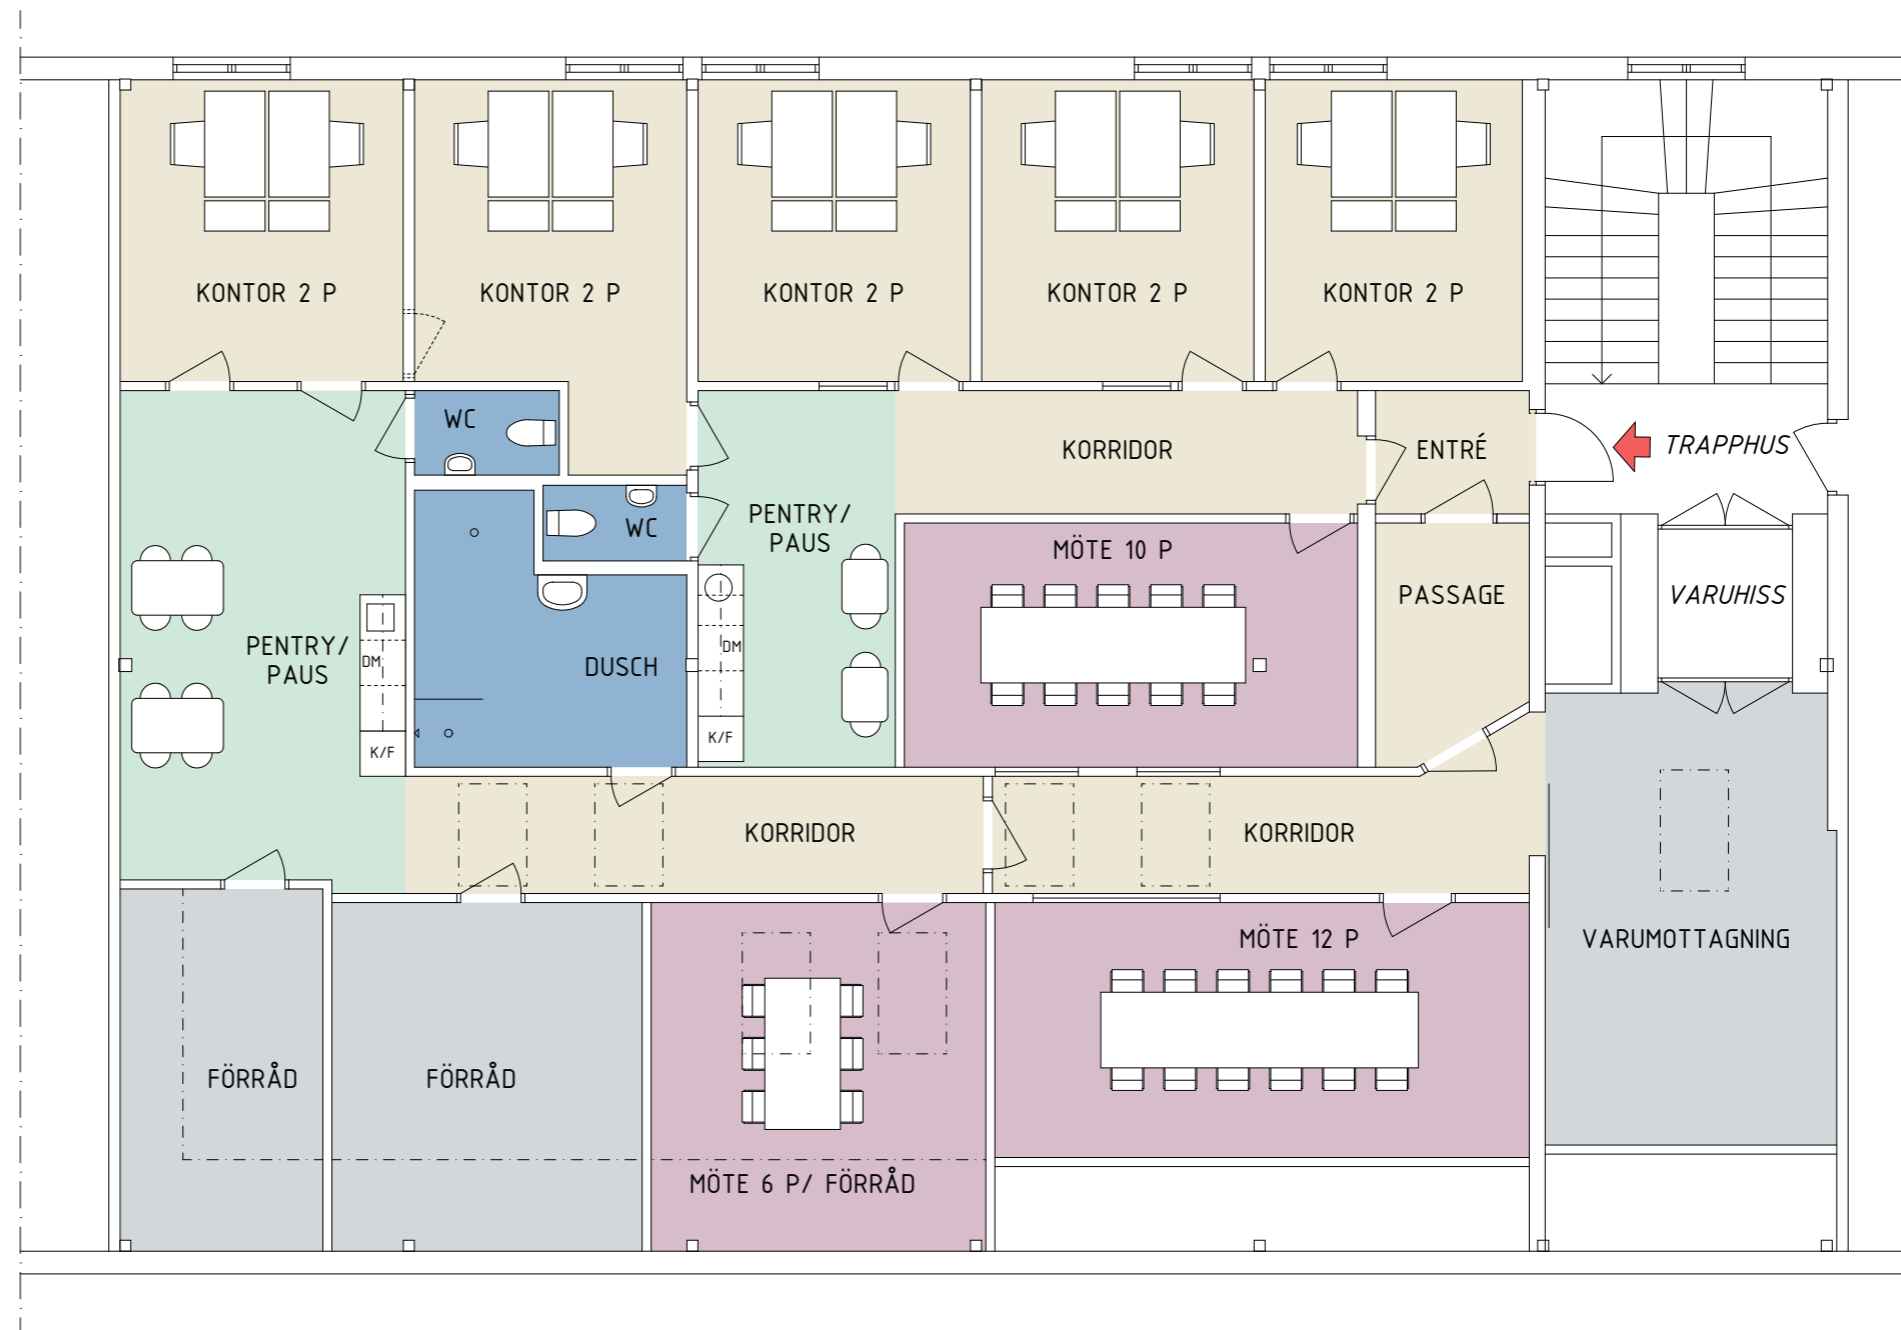 KONTOR 2 P
KONTOR 2 P
KONTOR 2 P
KONTOR 2 P
KONTOR 2 P
WC
KORRIDOR
ENTRÉ
TRAPPHUS
PENTRY/
PAUS
WC
MÖTE 10 P
PASSAGE
VARUHISS
PENTRY/
PAUS
DM
DUSCH
DM
K/F
K/F
KORRIDOR
KORRIDOR
VARUMOTTAGNING
MÖTE 12 P
FÖRRÅD
FÖRRÅD
MÖTE 6 P/ FÖRRÅD